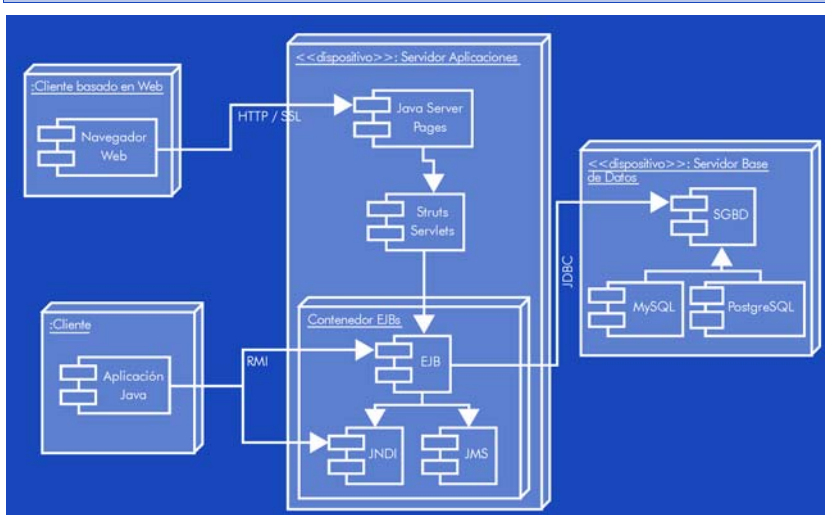 <<dispositivo>>: Servidor Aplicaciones
:Cliente basado en Web
Navegador
Web
HTTP / SSL
Java Server
Pages
Struts
Servlets
<<dispositivo>>: Servidor Base
de Datos
SGBD
MySQL
PostgreSQL
JDBC
:Cliente
Aplicación
Java
RMI
Contenedor EJBs
EJB
JNDI
JMS